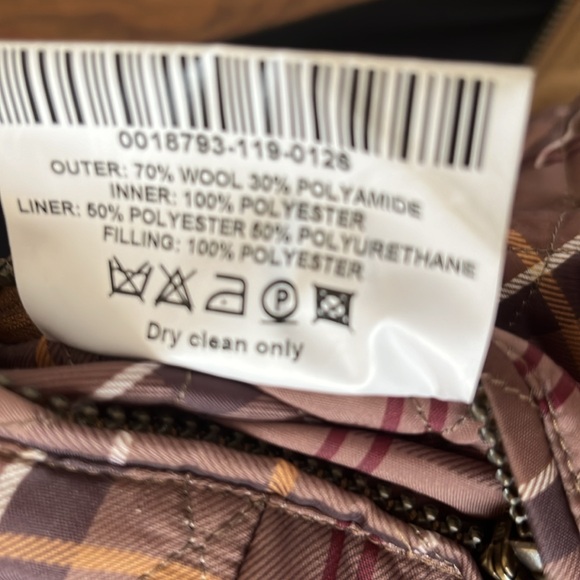 0018793-119-0126
OUTER: 70% WOOL 30% POLYAMIDE
INNER: 100% POLYESTER
LINER: 50% POLYESTER 50% POLYURETHANE
FILLING: 100% POLYESTER
P
Dry clean only